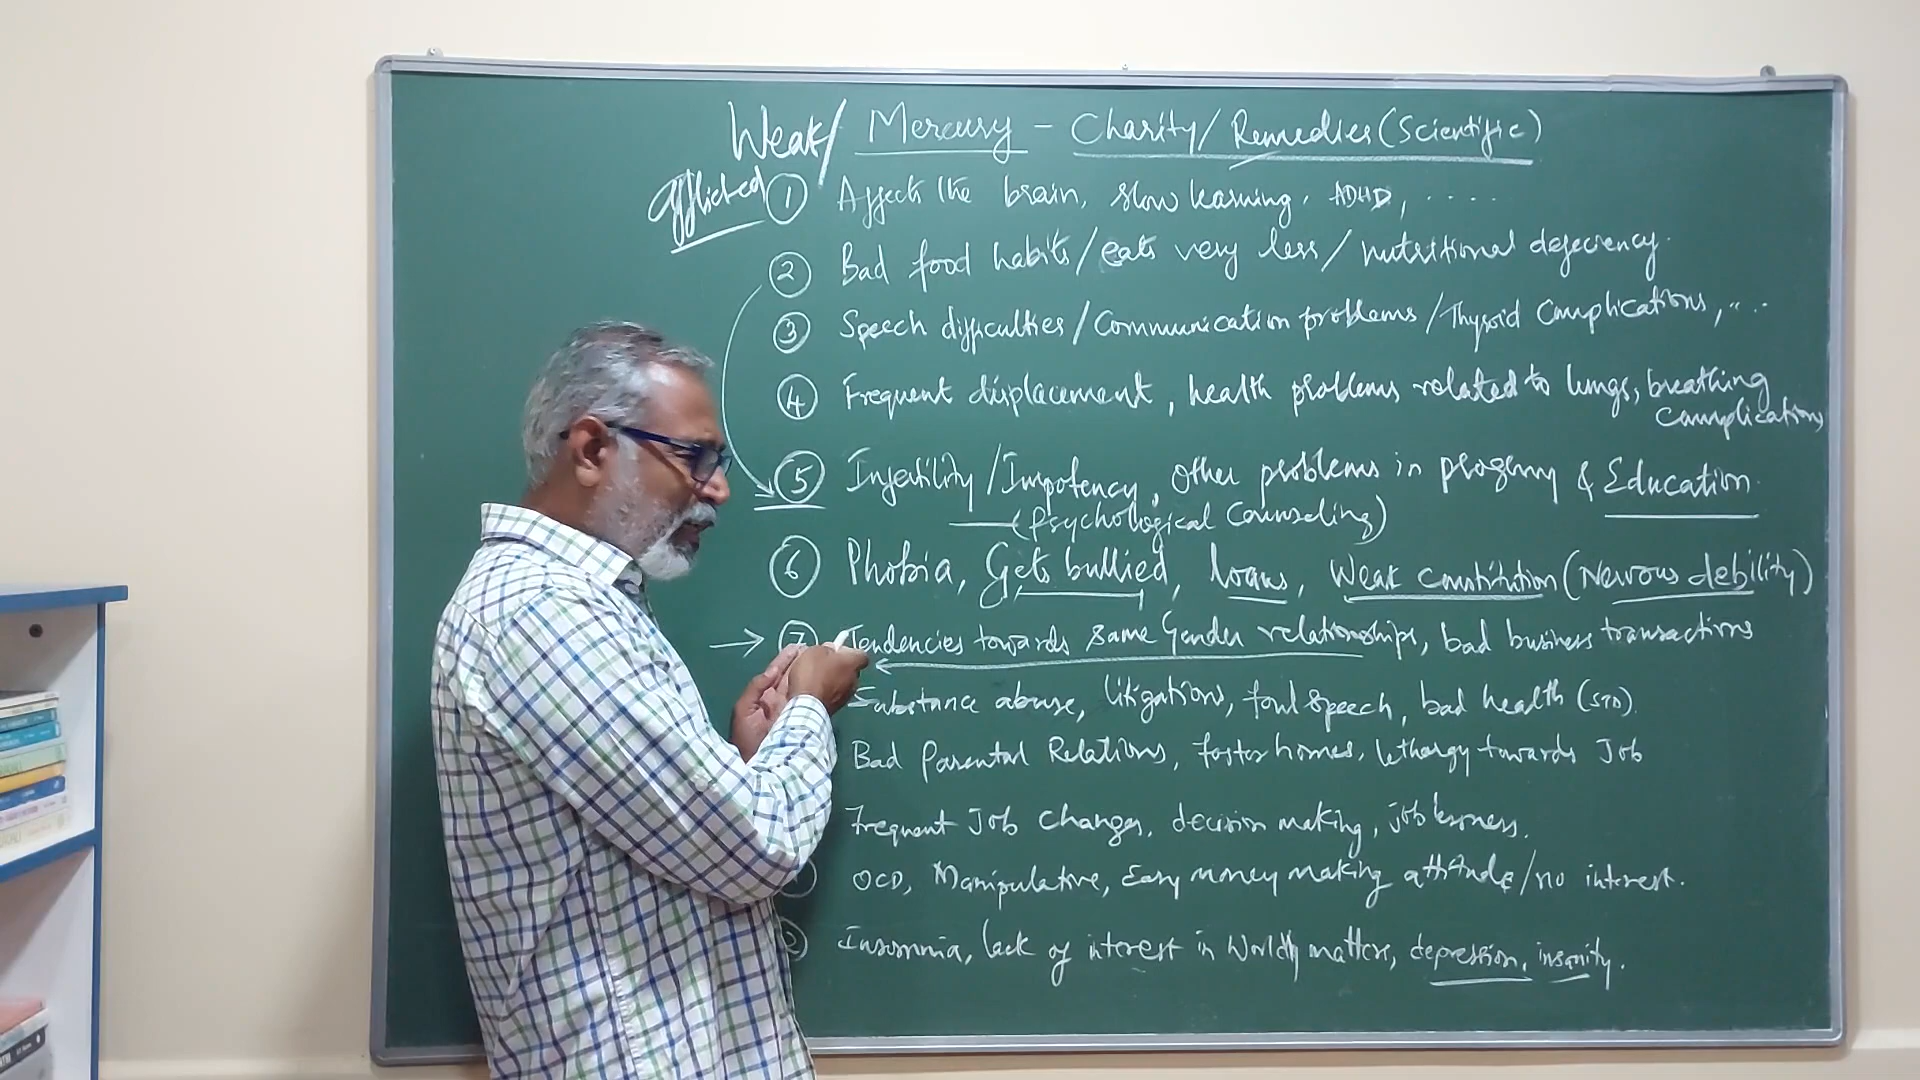 Weak/ Mercury - Charity/Remedies (Scientific)
afflicted
1 Affects the brain, slow learning, ADHD, .....
2 Bad food habits/eats very less/nutritional defeciency.
3 Speech difficulties/Communication problems/Thyroid Complications, ....
4 Frequent displacement, health problems related to lungs, breathing
complications
5 Infertility/Impotency, other problems in progeny & Education.
(Psychological Counseling)
6 Phobia, Gets bullied, loans, Weak constitution (Nervous debility)
7 Tendencies towards same Gender relationships, bad business transactions
Substance abuse, litigations, foul speech, bad health (STD).
Bad Parental Relations, foster homes, lethargy towards Job
Frequent Job changes, decision making, joblessness.
OCD, Manipulative, Easy money making attitude/no interest.
2 Insomnia, lack of interest in Worldly matters, depression, insanity.